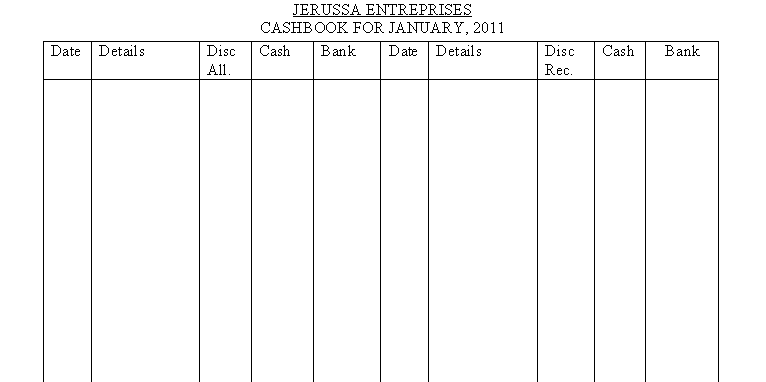 JERUSSA ENTREPRISES
CASHBOOK FOR JANUARY, 2011
Date Details Disc Cash Bank Date Details Disc Cash Bank
All. Rec.